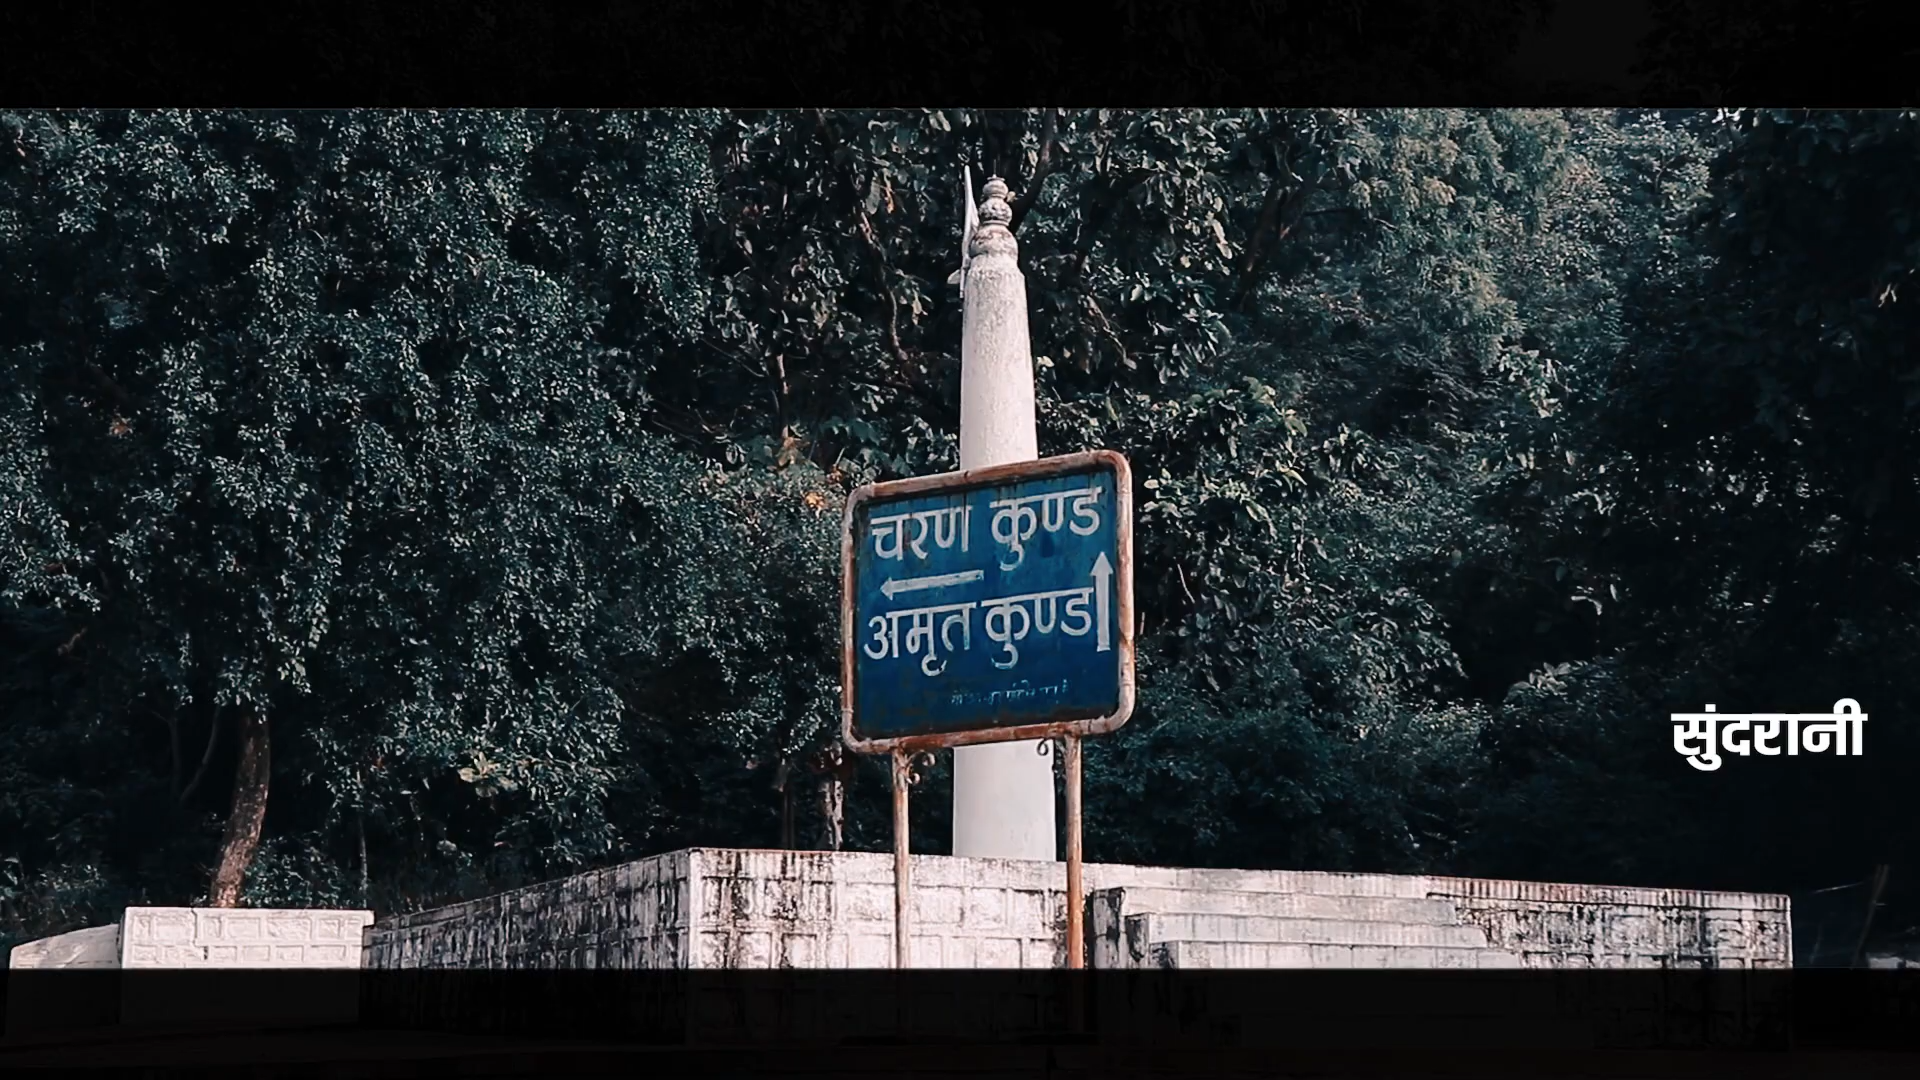 चरण कुण्ड
अमृत कुण्ड
सुंदरानी